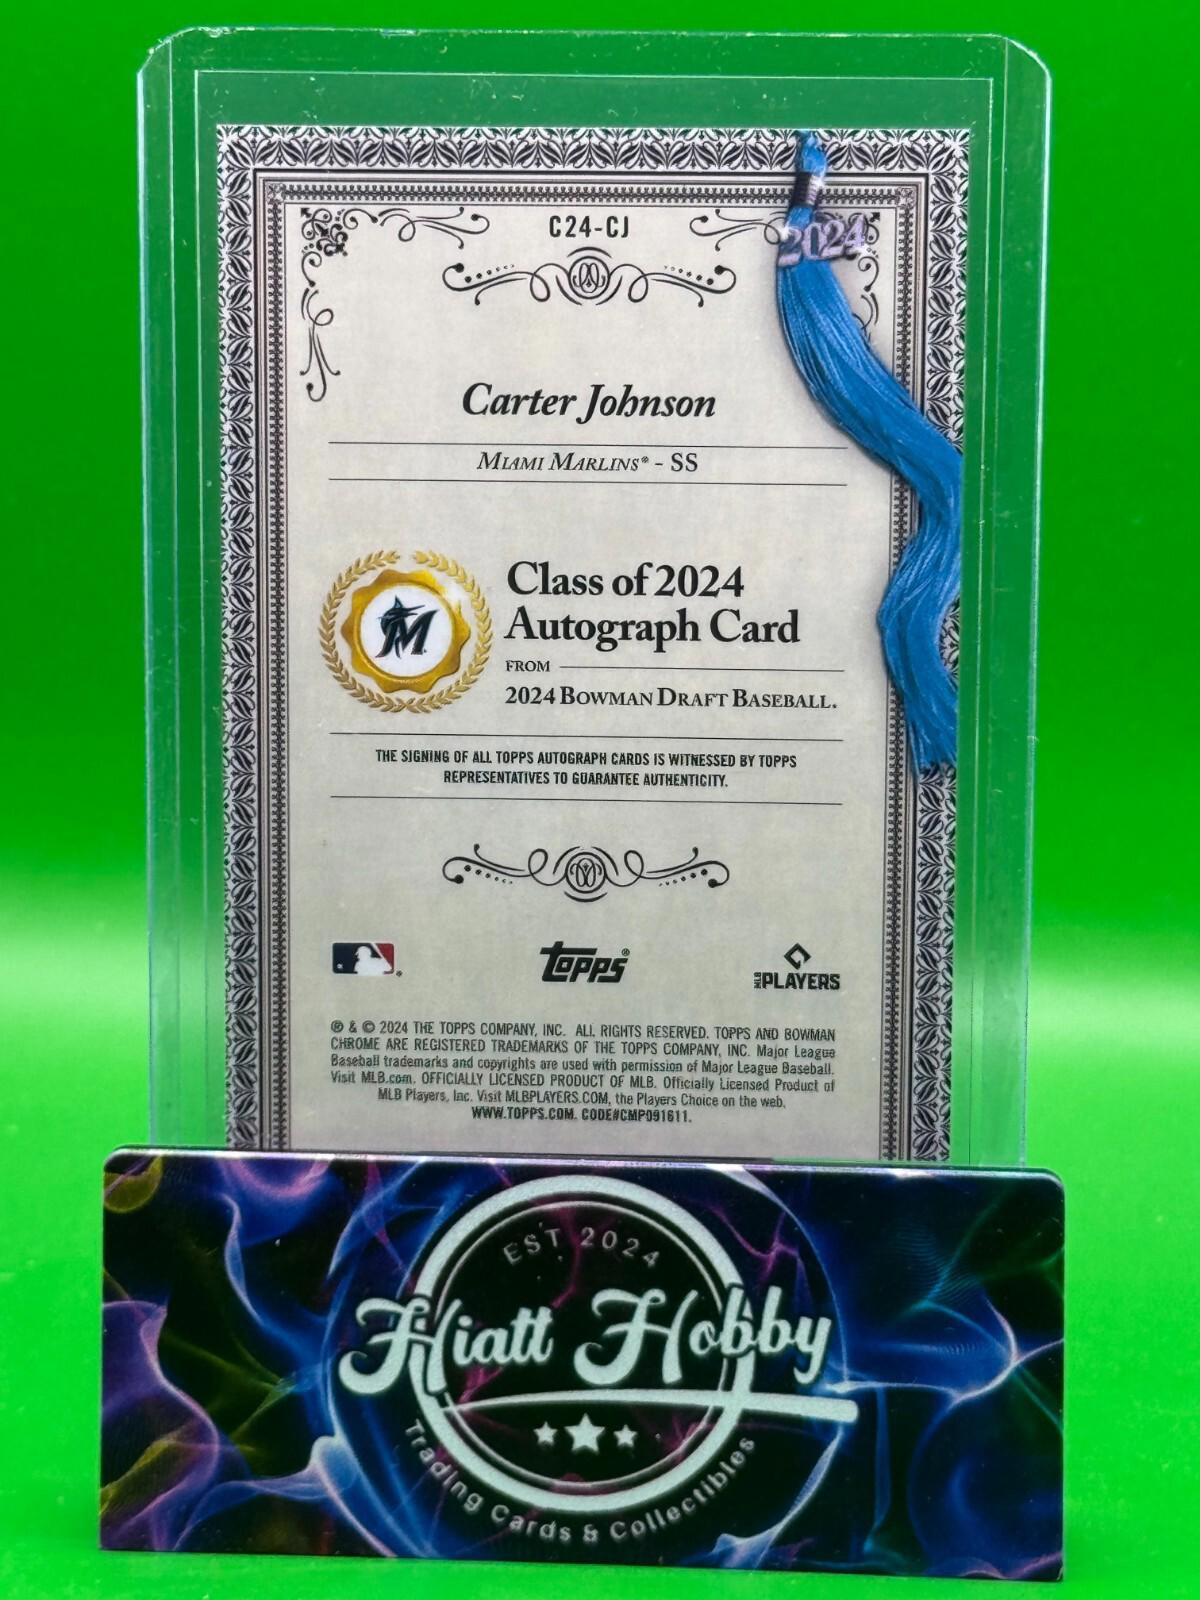 C24-CJ
2024
Carter Johnson
Miami Marlins® - SS
Class of 2024
Autograph Card
FROM
2024 Bowman Draft Baseball.
THE SIGNING OF ALL TOPPS AUTOGRAPH CARDS IS WITNESSED BY TOPPS
REPRESENTATIVES TO GUARANTEE AUTHENTICITY.
topps®
MLB PLAYERS
® & © 2024 THE TOPPS COMPANY, INC. ALL RIGHTS RESERVED. TOPPS AND BOWMAN
CHROME ARE REGISTERED TRADEMARKS OF THE TOPPS COMPANY, INC. Major League
Baseball trademarks and copyrights are used with permission of Major League Baseball.
Visit MLB.com. OFFICIALLY LICENSED PRODUCT OF MLB. Officially Licensed Product of
MLB Players, Inc. Visit MLBPLAYERS.COM, the Players Choice on the web.
WWW.TOPPS.COM. CODE#CMP091611.
EST 2024
Hiatt Hobby
Trading Cards & Collectibles